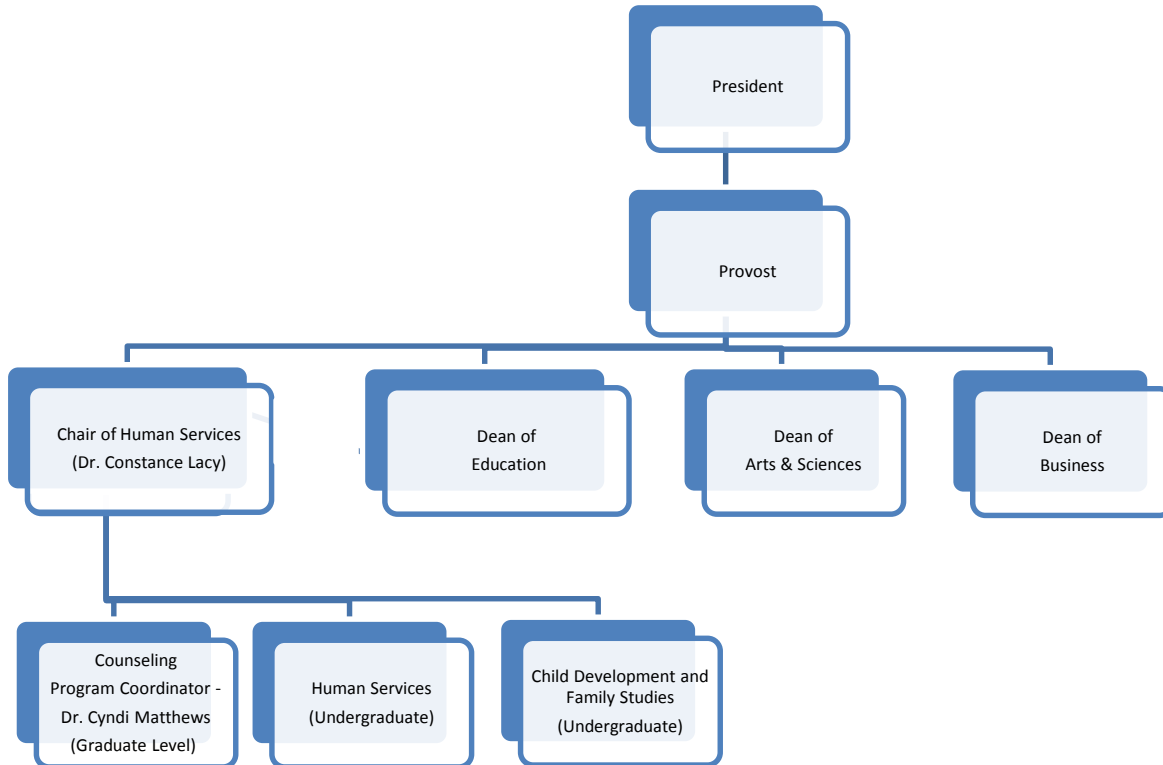 President
Provost
Chair of Human Services
(Dr. Constance Lacy)
Dean of
Education
Dean of
Arts & Sciences
Dean of
Business
Counseling
Program Coordinator -
Dr. Cyndi Matthews
(Graduate Level)
Human Services
(Undergraduate)
Child Development and
Family Studies
(Undergraduate)